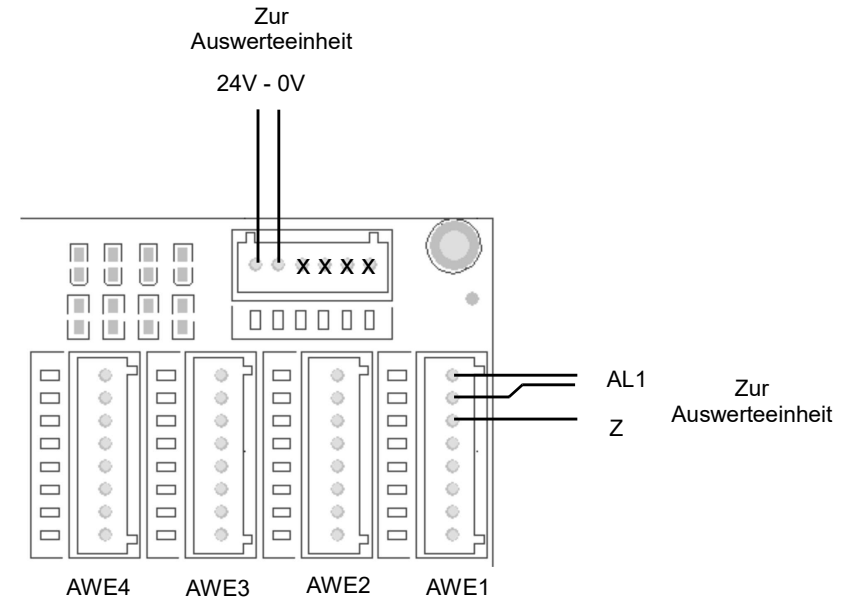 Zur
Auswerteeinheit
24V - 0V
X X X X
AL1
Z
Zur
Auswerteeinheit
AWE4 AWE3 AWE2 AWE1